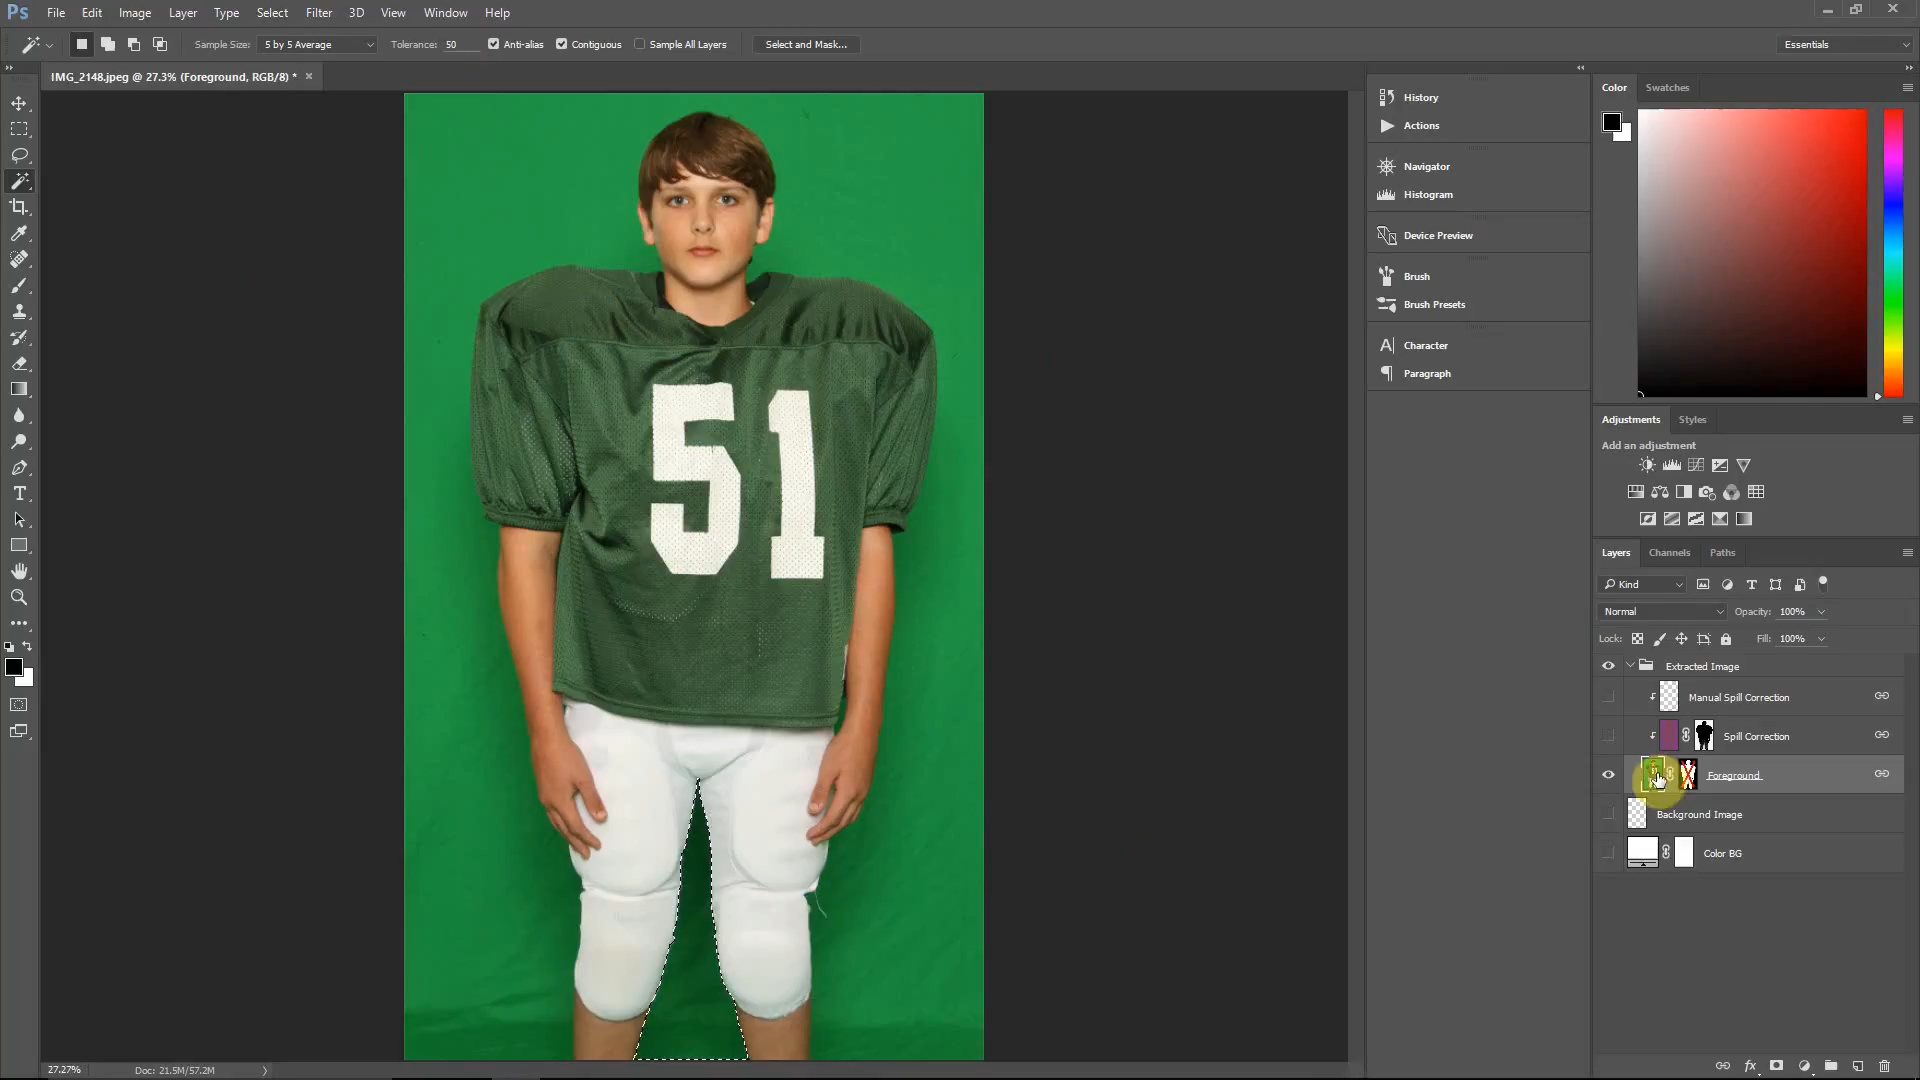 Ps File Edit Image Layer Type Select Filter 3D View Window Help
Sample Size: 5 by 5 Average Tolerance: 50 Anti-alias Contiguous Sample All Layers Select and Mask... Essentials
IMG_2148.jpeg @ 27.3% (Foreground, RGB/8) * ×
History
Actions
Navigator
Histogram
Device Preview
Brush
Brush Presets
Character
Paragraph
Color Swatches
Adjustments Styles
Add an adjustment
Layers Channels Paths
Kind
Normal Opacity: 100%
Lock: Fill: 100%
Extracted Image
Manual Spill Correction
Spill Correction
Foreground
Background Image
Color BG
51
27.27% Doc: 21.5M/57.2M